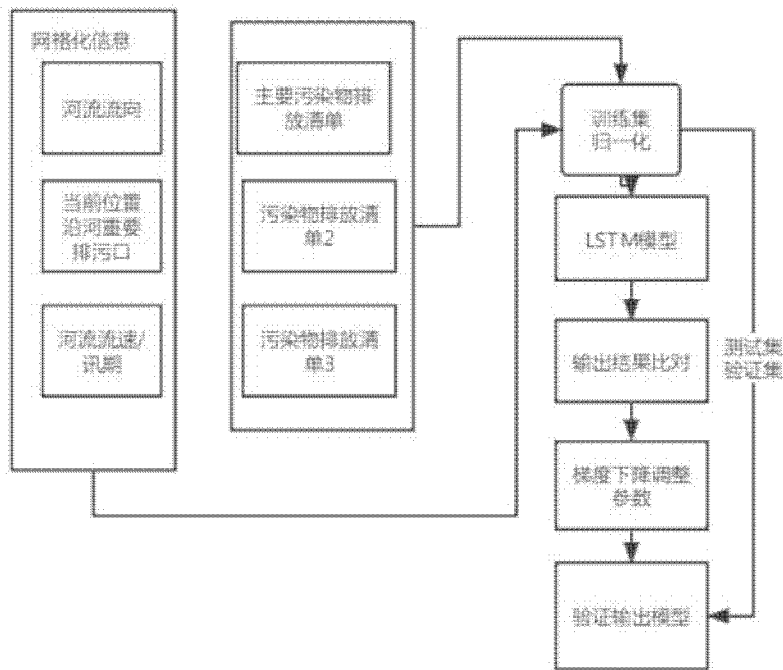 网格化信息
河流流向
当前位置
沿河重要
排污口
河流流速/
汛期
主要污染物排
放清单
污染物排放清
单2
污染物排放清
单3
训练集
归一化
LSTM模型
输出结果比对
梯度下降调整
参数
验证输出模型
测试集
验证集